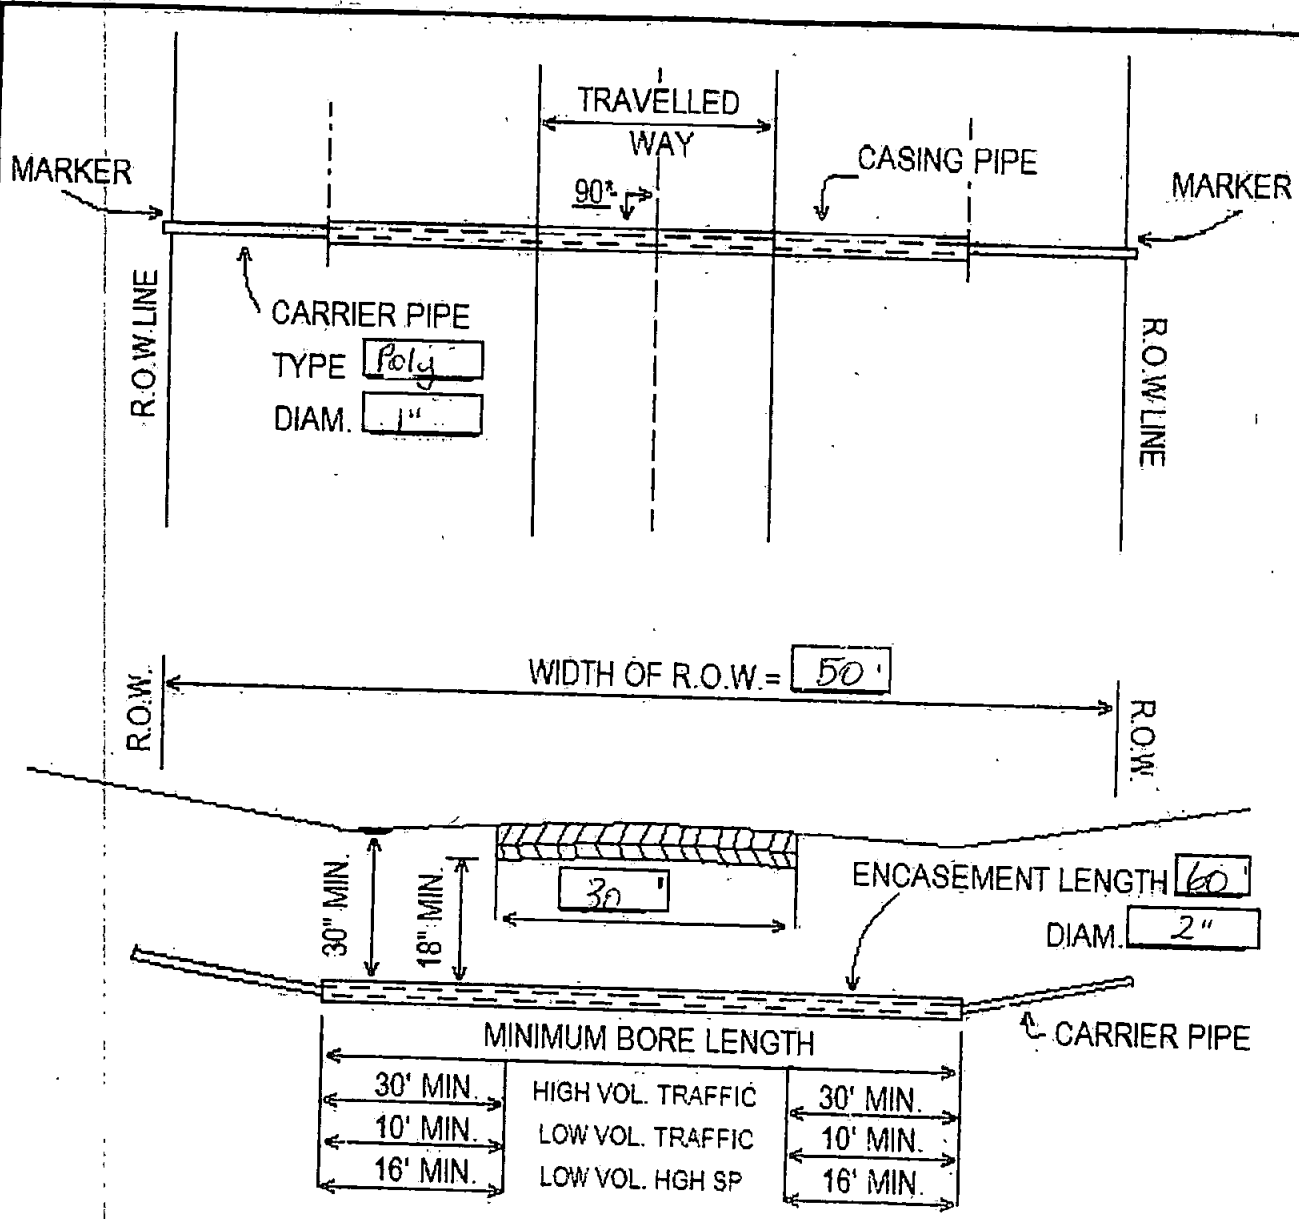 TRAVELLED
WAY
90°
CASING PIPE
MARKER
MARKER
R.O.W. LINE
CARRIER PIPE
TYPE Poly
DIAM. 1"
R.O.W. LINE
WIDTH OF R.O.W. = 50'
R.O.W.
R.O.W.
30" MIN.
18" MIN.
30'
ENCASEMENT LENGTH 60'
DIAM. 2"
CARRIER PIPE
MINIMUM BORE LENGTH
30' MIN. HIGH VOL. TRAFFIC 30' MIN.
10' MIN. LOW VOL. TRAFFIC 10' MIN.
16' MIN. LOW VOL. HGH SP 16' MIN.